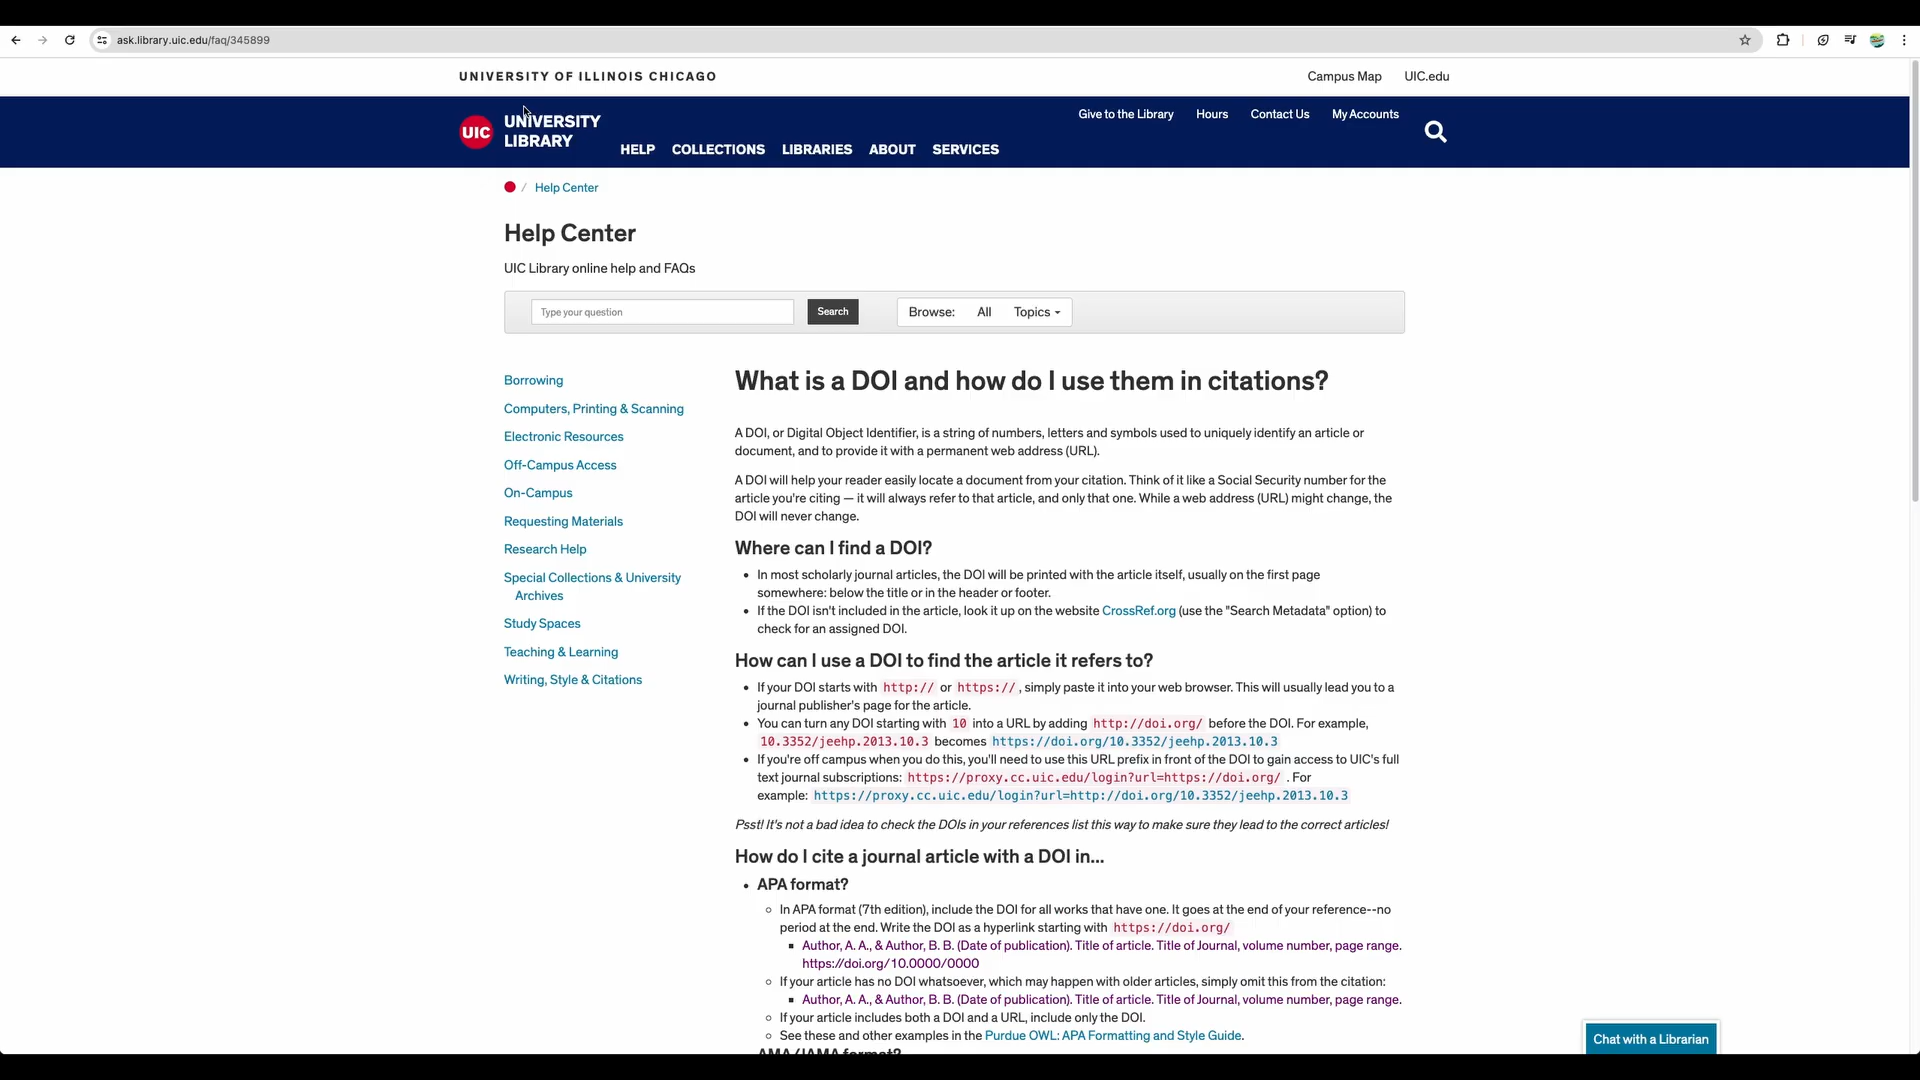 ask.library.uic.edu/faq/345899
UNIVERSITY OF ILLINOIS CHICAGO
Campus Map
UIC.edu
UIC
UNIVERSITY
LIBRARY
Give to the Library
Hours
Contact Us
My Accounts
HELP
COLLECTIONS
LIBRARIES
ABOUT
SERVICES
/ Help Center
Help Center
UIC Library online help and FAQs
Type your question
Search
Browse:
All
Topics
Borrowing
Computers, Printing & Scanning
Electronic Resources
Off-Campus Access
On-Campus
Requesting Materials
Research Help
Special Collections & University
Archives
Study Spaces
Teaching & Learning
Writing, Style & Citations
What is a DOI and how do I use them in citations?
A DOI, or Digital Object Identifier, is a string of numbers, letters and symbols used to uniquely identify an article or
document, and to provide it with a permanent web address (URL).
A DOI will help your reader easily locate a document from your citation. Think of it like a Social Security number for the
article you're citing — it will always refer to that article, and only that one. While a web address (URL) might change, the
DOI will never change.
Where can I find a DOI?
In most scholarly journal articles, the DOI will be printed with the article itself, usually on the first page
somewhere: below the title or in the header or footer.
If the DOI isn't included in the article, look it up on the website CrossRef.org (use the "Search Metadata" option) to
check for an assigned DOI.
How can I use a DOI to find the article it refers to?
If your DOI starts with http:// or https://, simply paste it into your web browser. This will usually lead you to a
journal publisher's page for the article.
You can turn any DOI starting with 10 into a URL by adding http://doi.org/ before the DOI. For example,
10.3352/jeehp.2013.10.3 becomes https://doi.org/10.3352/jeehp.2013.10.3
If you're off campus when you do this, you'll need to use this URL prefix in front of the DOI to gain access to UIC's full
text journal subscriptions: https://proxy.cc.uic.edu/login?url=https://doi.org/ . For
example: https://proxy.cc.uic.edu/login?url=http://doi.org/10.3352/jeehp.2013.10.3
Psst! It's not a bad idea to check the DOIs in your references list this way to make sure they lead to the correct articles!
How do I cite a journal article with a DOI in...
APA format?
In APA format (7th edition), include the DOI for all works that have one. It goes at the end of your reference--no
period at the end. Write the DOI as a hyperlink starting with https://doi.org/
Author, A. A., & Author, B. B. (Date of publication). Title of article. Title of Journal, volume number, page range.
https://doi.org/10.0000/0000
If your article has no DOI whatsoever, which may happen with older articles, simply omit this from the citation:
Author, A. A., & Author, B. B. (Date of publication). Title of article. Title of Journal, volume number, page range.
If your article includes both a DOI and a URL, include only the DOI.
See these and other examples in the Purdue OWL: APA Formatting and Style Guide.
AMA/JAMA format?
Chat with a Librarian